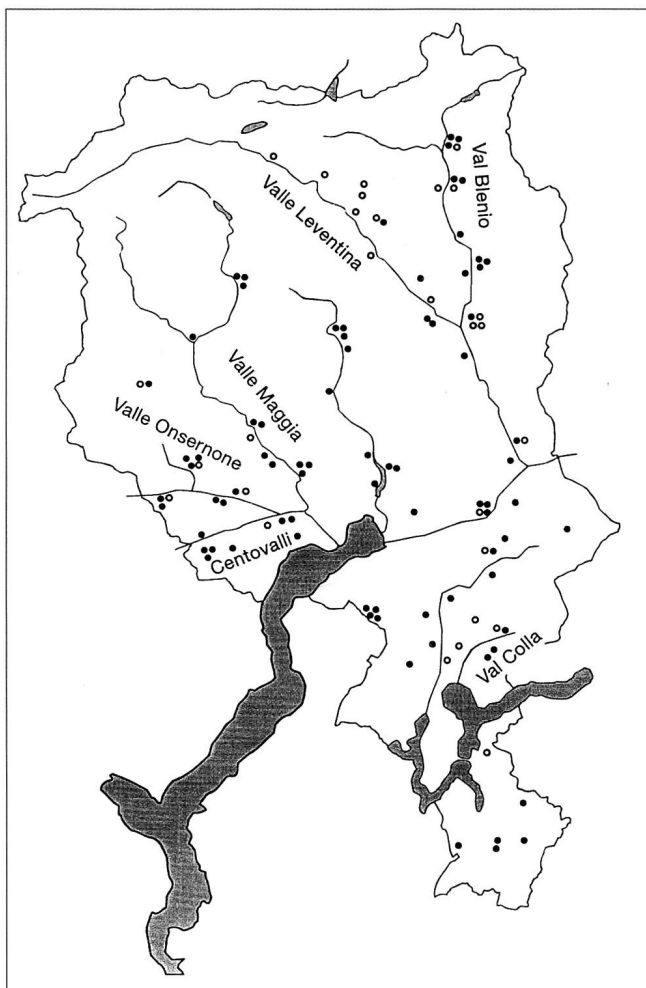 Val Blenio
Valle Leventina
Valle Maggia
Valle Onsernone
Centovalli
Val Colla